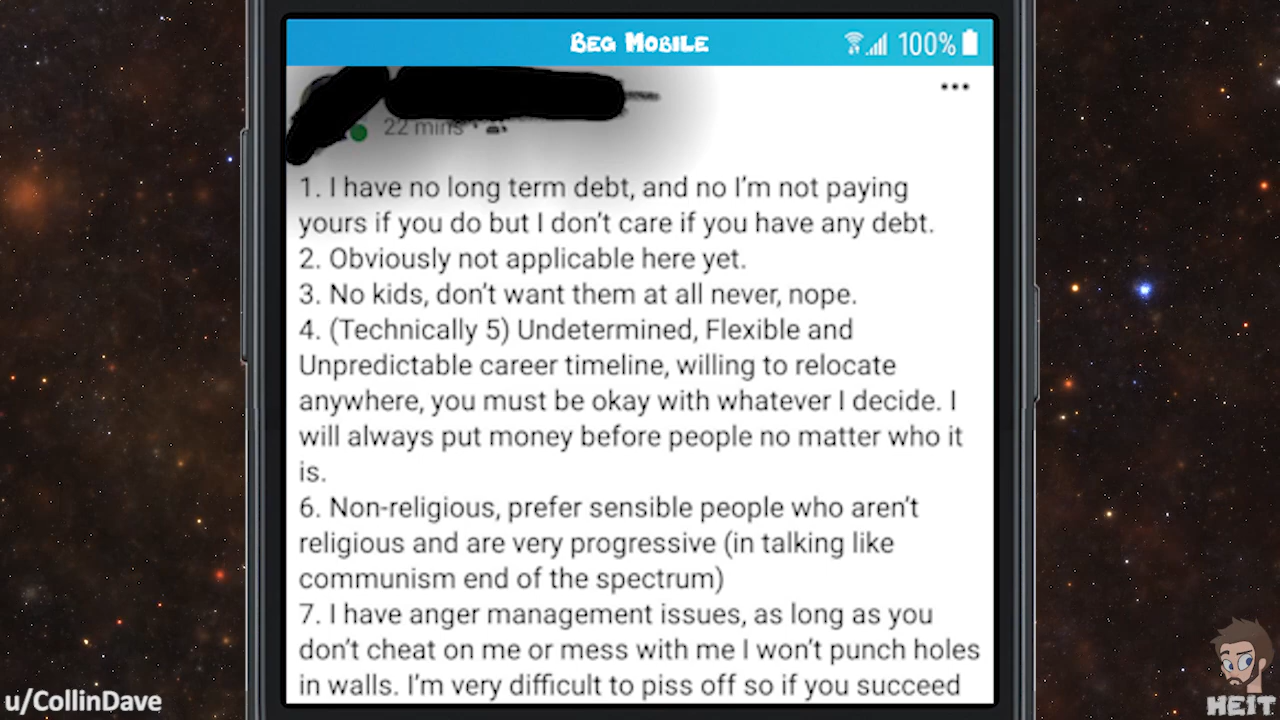 BEG MOBILE
100%
22 mins
1. I have no long term debt, and no I'm not paying
yours if you do but I don't care if you have any debt.
2. Obviously not applicable here yet.
3. No kids, don't want them at all never, nope.
4. (Technically 5) Undetermined, Flexible and
Unpredictable career timeline, willing to relocate
anywhere, you must be okay with whatever I decide. I
will always put money before people no matter who it
is.
6. Non-religious, prefer sensible people who aren't
religious and are very progressive (in talking like
communism end of the spectrum)
7. I have anger management issues, as long as you
don't cheat on me or mess with me I won't punch holes
in walls. I'm very difficult to piss off so if you succeed
u/CollinDave
HEIT